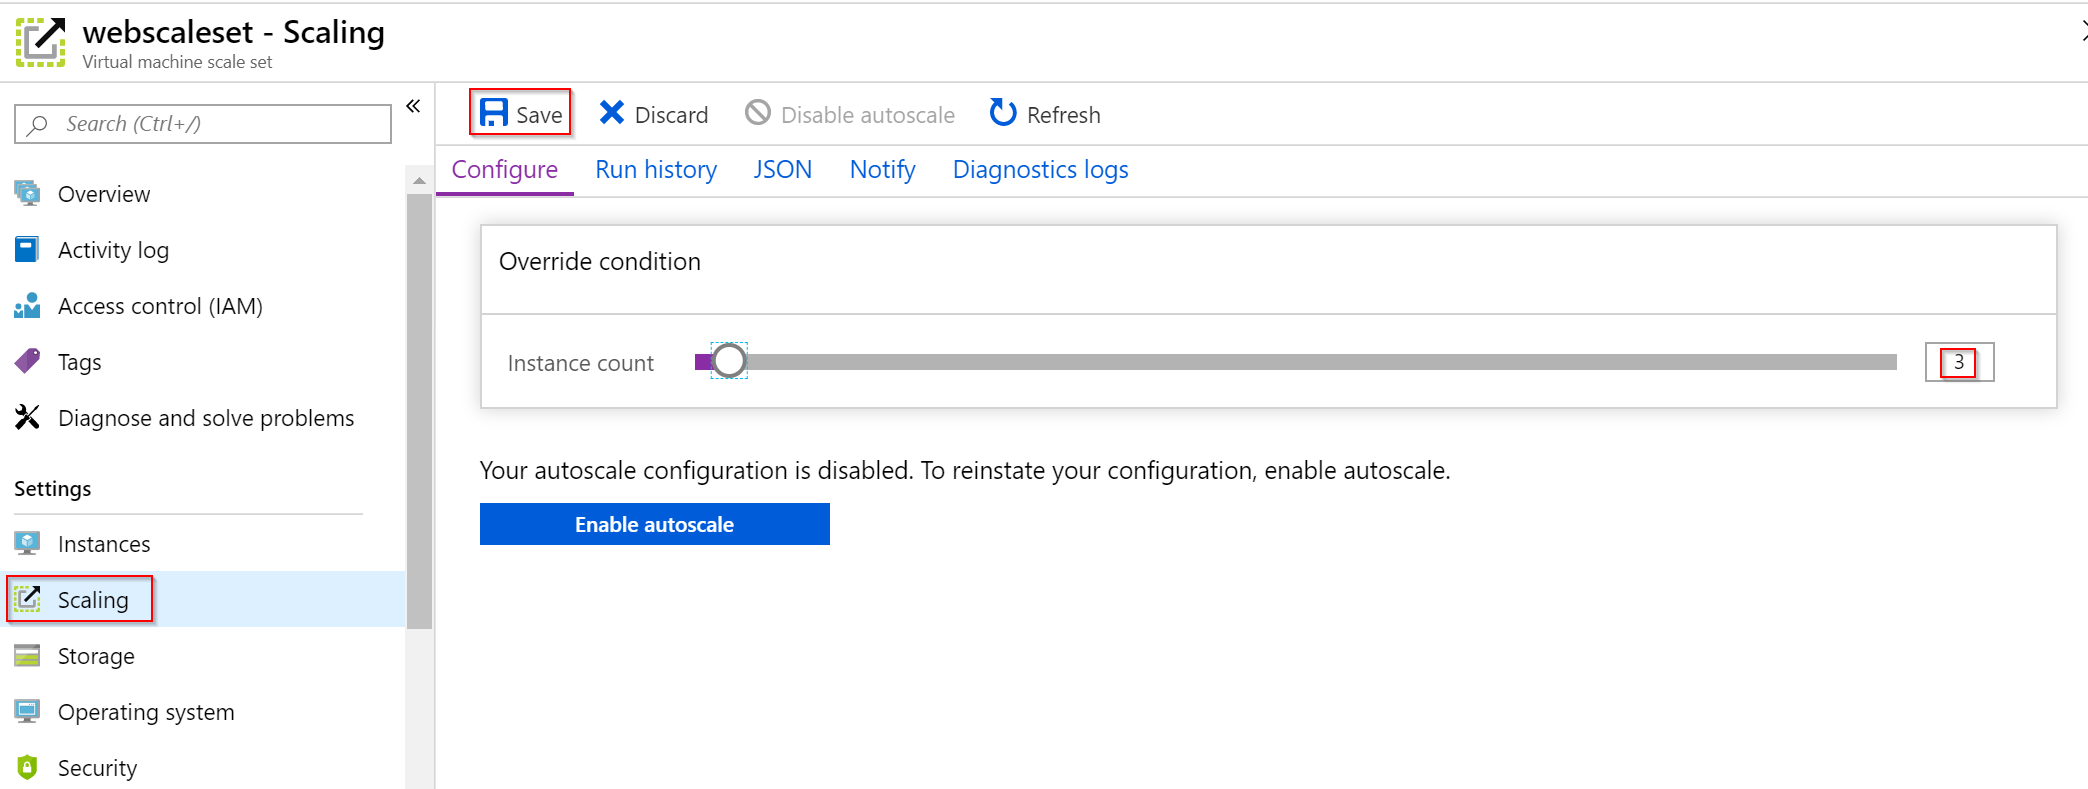 webscaleset - Scaling
Virtual machine scale set
Search (Ctrl+/)
Overview
Activity log
Access control (IAM)
Tags
Diagnose and solve problems
Settings
Instances
Scaling
Storage
Operating system
Security
Save Discard Disable autoscale Refresh
Configure Run history JSON Notify Diagnostics logs
Override condition
Instance count 3
Your autoscale configuration is disabled. To reinstate your configuration, enable autoscale.
Enable autoscale